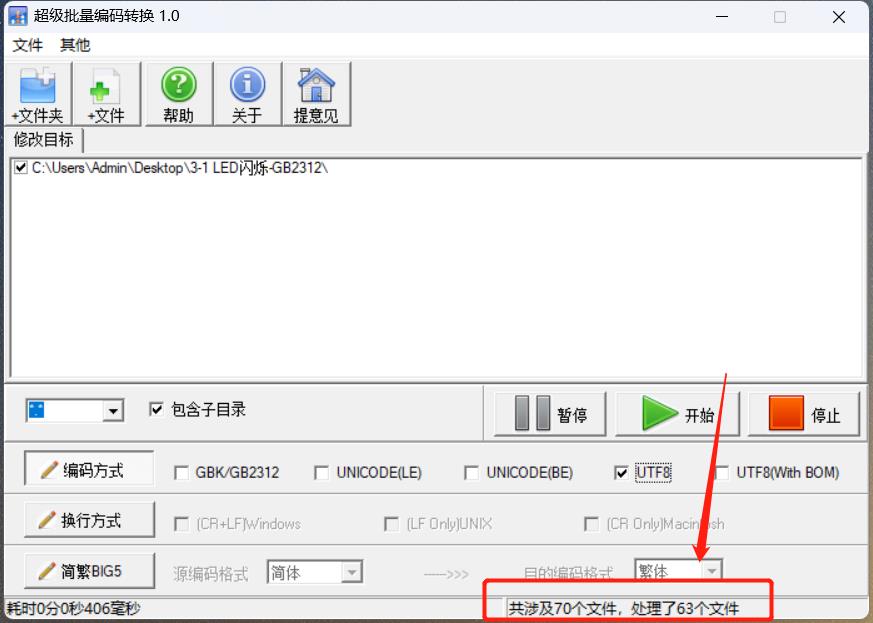 超级批量编码转换 1.0
文件 其他
+文件夹 +文件 帮助 关于 提意见
修改目标
C:\Users\Admin\Desktop\3-1 LED闪烁-GB2312\
包含子目录 暂停 开始 停止
编码方式 GBK/GB2312 UNICODE(LE) UNICODE(BE) UTF8 UTF8(With BOM)
换行方式 (CR+LF)Windows (LF Only)UNIX (CR Only)Macintosh
简繁BIG5 源编码格式 简体 ----->>> 目的编码格式 繁体
耗时0分0秒406毫秒 共涉及70个文件，处理了63个文件